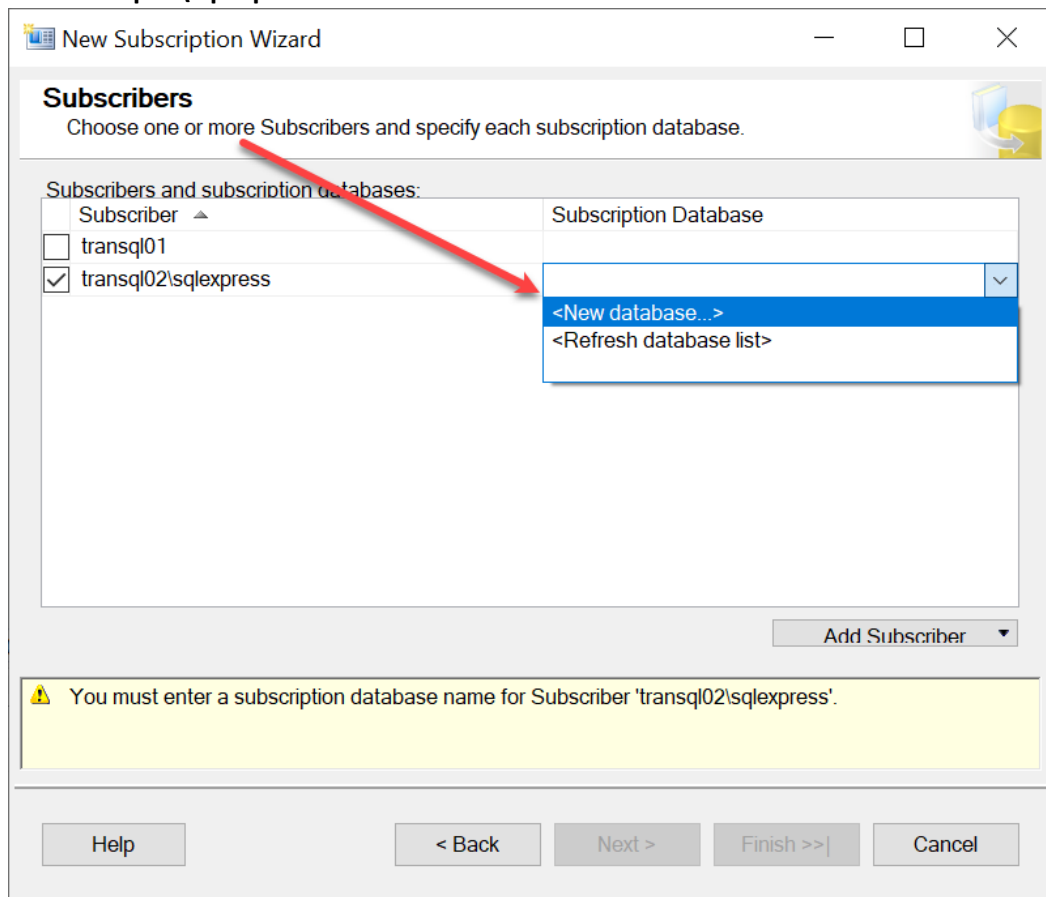 New Subscription Wizard
Subscribers
Choose one or more Subscribers and specify each subscription database.
Subscribers and subscription databases:
Subscriber Subscription Database
transql01
transql02\sqlexpress
<New database...>
<Refresh database list>
Add Subscriber
You must enter a subscription database name for Subscriber 'transql02\sqlexpress'.
Help < Back Next > Finish >>| Cancel